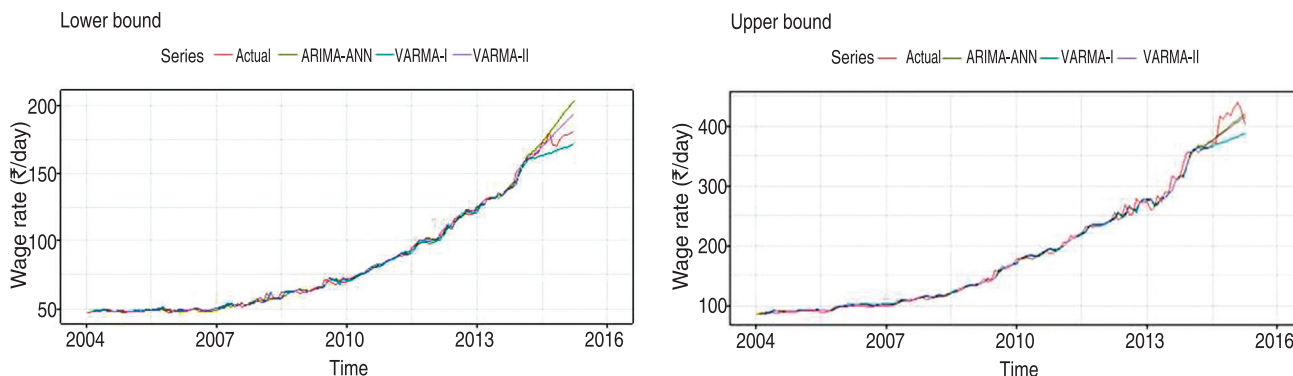 Lower bound
Series Actual ARIMA-ANN VARMA-I VARMA-II
Wage rate (₹/day)
200
150
100
50
2004 2007 2010 2013 2016
Time
Upper bound
Series Actual ARIMA-ANN VARMA-I VARMA-II
Wage rate (₹/day)
400
300
200
100
2004 2007 2010 2013 2016
Time